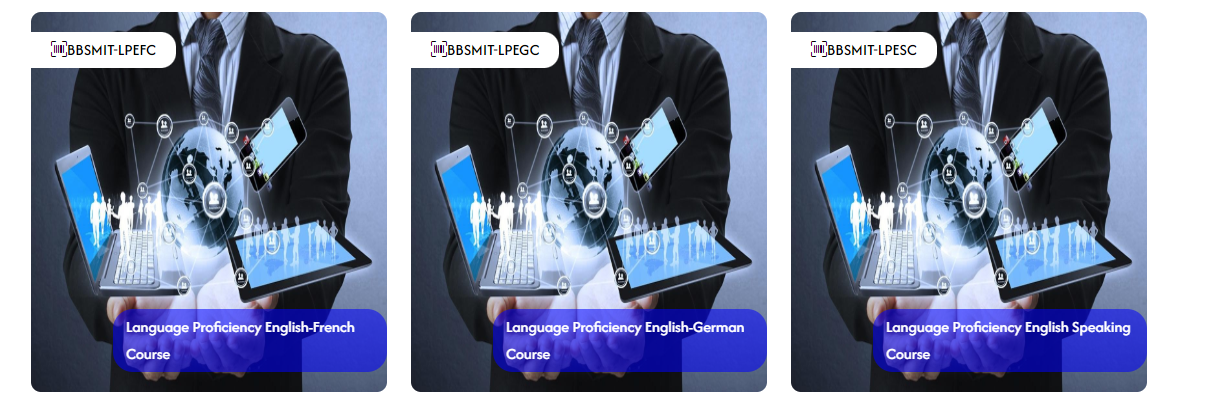 BBSMIT-LPEFC
Language Proficiency English-French
Course
BBSMIT-LPEGC
Language Proficiency English-German
Course
BBSMIT-LPESC
Language Proficiency English Speaking
Course